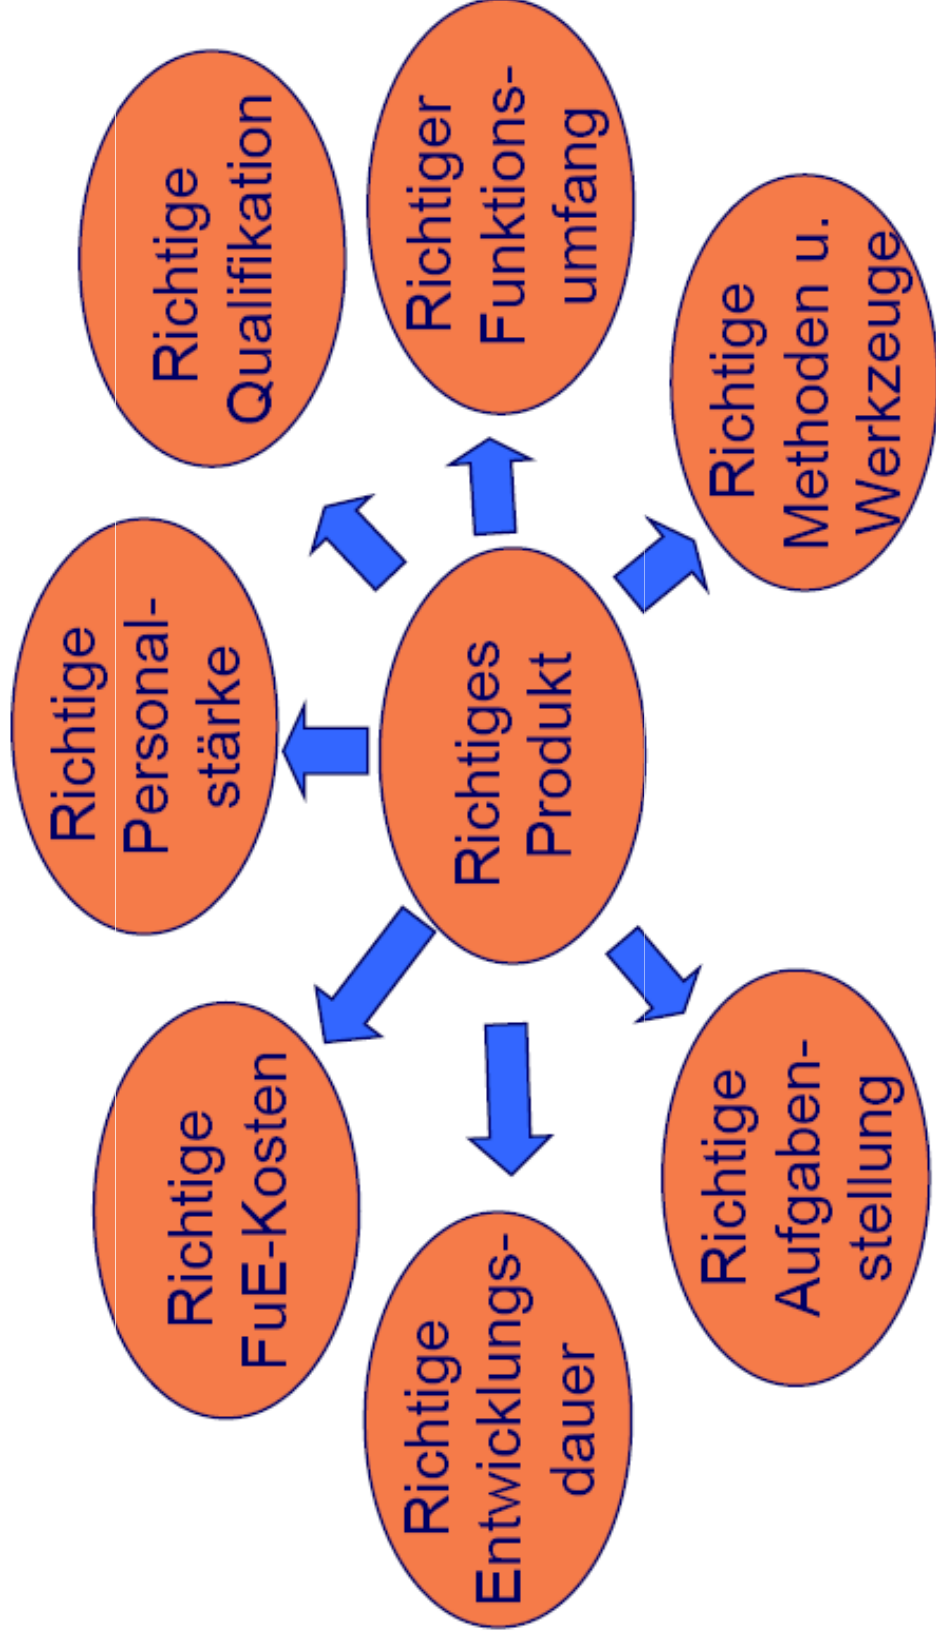 Richtige
Personal-
stärke
Richtige
FuE-Kosten
Richtige
Qualifikation
Richtige
Entwicklungs-
dauer
Richtiges
Produkt
Richtiger
Funktions-
umfang
Richtige
Aufgaben-
stellung
Richtige
Methoden u.
Werkzeuge